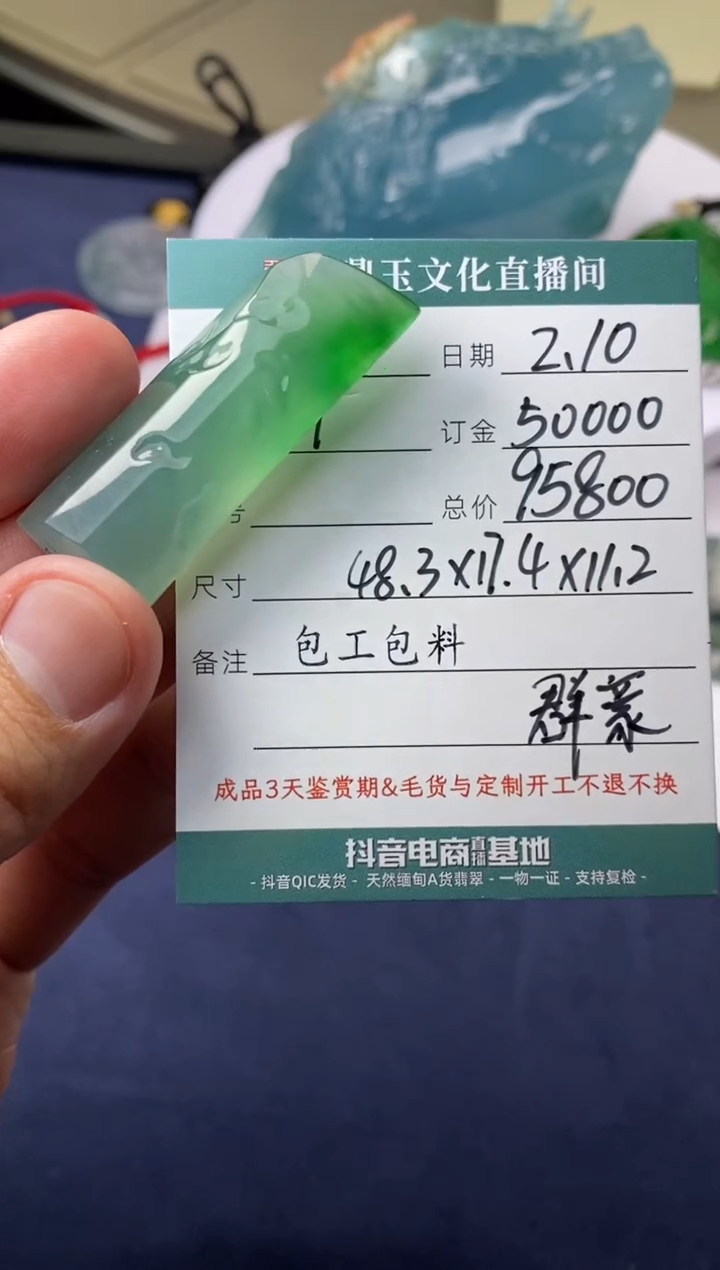 鼎玉文化直播间
日期 2.10
订金 50000
号 总价 95800
尺寸 48.3X17.4X11.2
备注 包工包料
成品3天鉴赏期&毛货与定制开工不退不换
抖音电商直播基地
- 抖音QIC发货 - 天然缅甸A货翡翠 - 一物一证 - 支持复检 -